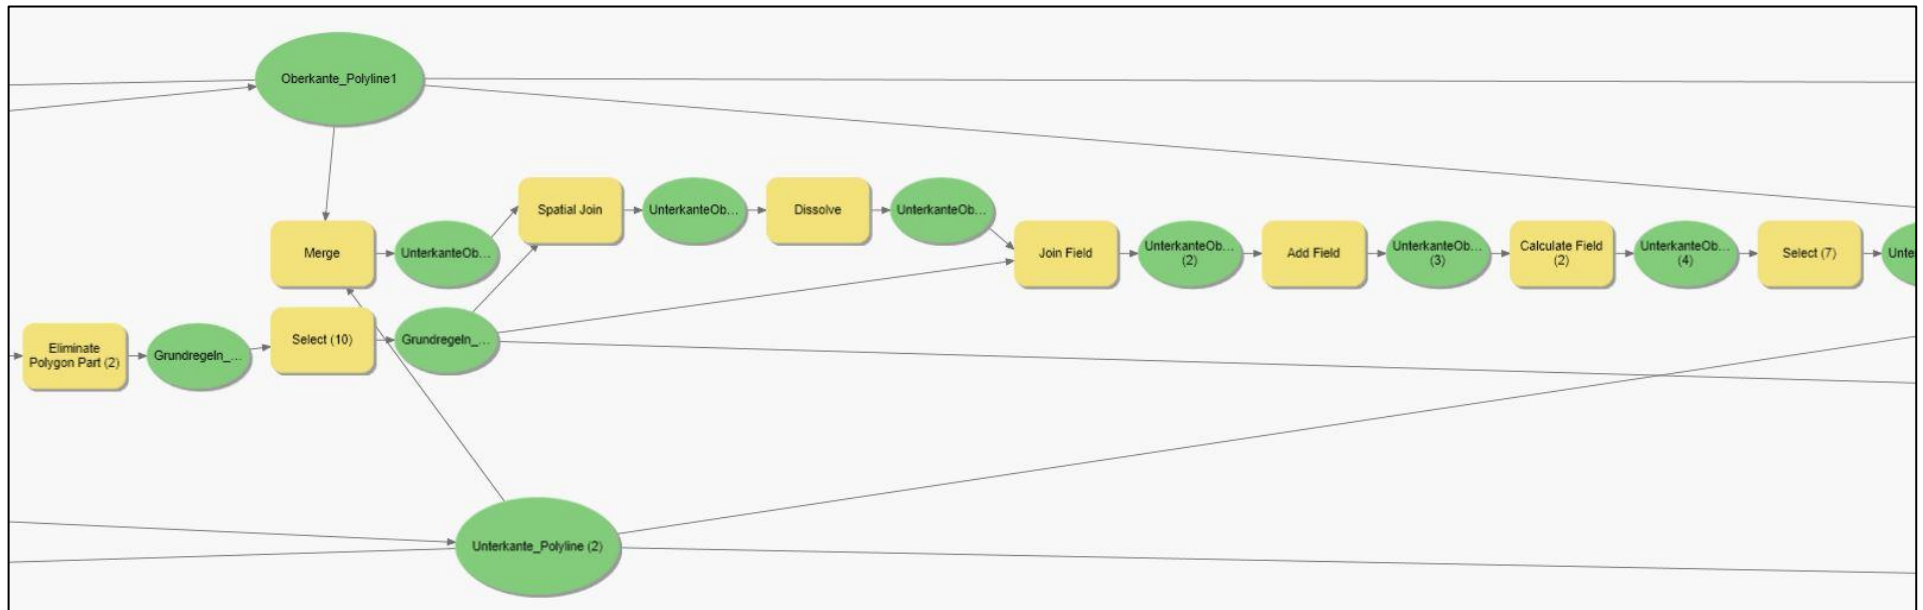 Oberkante_Polyline1
Spatial Join
UnterkanteOb...
Dissolve
UnterkanteOb...
Merge
UnterkanteOb...
Join Field
UnterkanteOb...
(2)
Add Field
UnterkanteOb...
(3)
Calculate Field
(2)
UnterkanteOb...
(4)
Select (7)
Unte
Eliminate
Polygon Part (2)
Grundregeln_...
Select (10)
Grundregeln_...
Unterkante_Polyline (2)